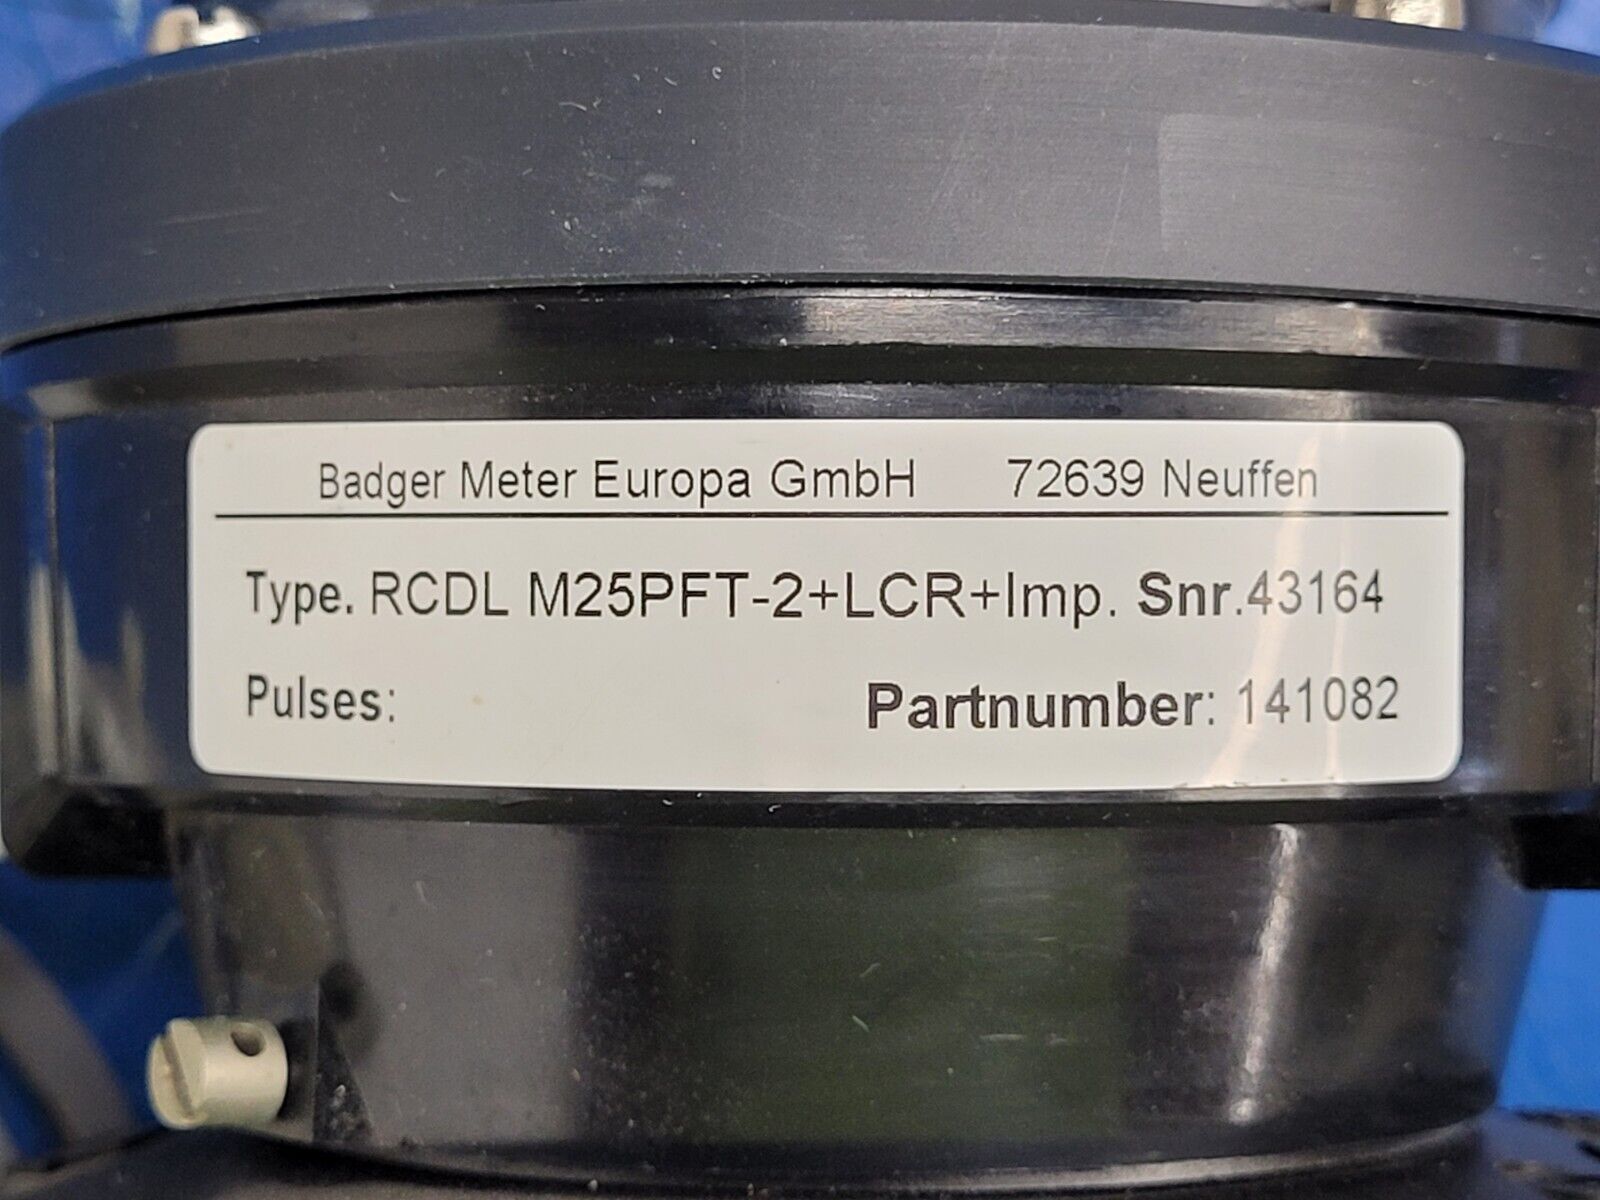 Badger Meter Europa GmbH 72639 Neuffen
Type. RCDL M25PFT-2+LCR+Imp. Snr.43164
Pulses: Partnumber: 141082